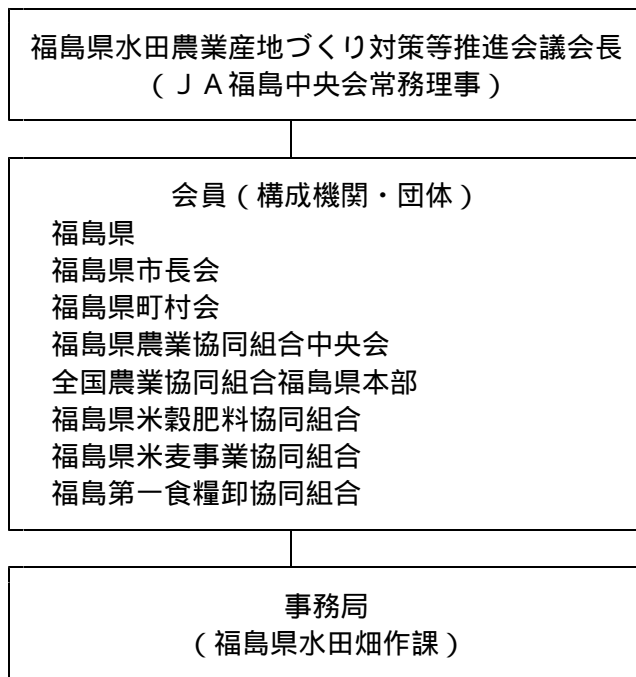 福島県水田農業産地づくり対策等推進会議会長
（ＪＡ福島中央会常務理事）
会員（構成機関・団体）
福島県
福島県市長会
福島県町村会
福島県農業協同組合中央会
全国農業協同組合福島県本部
福島県米穀肥料協同組合
福島県米麦事業協同組合
福島第一食糧卸協同組合
事務局
（福島県水田畑作課）